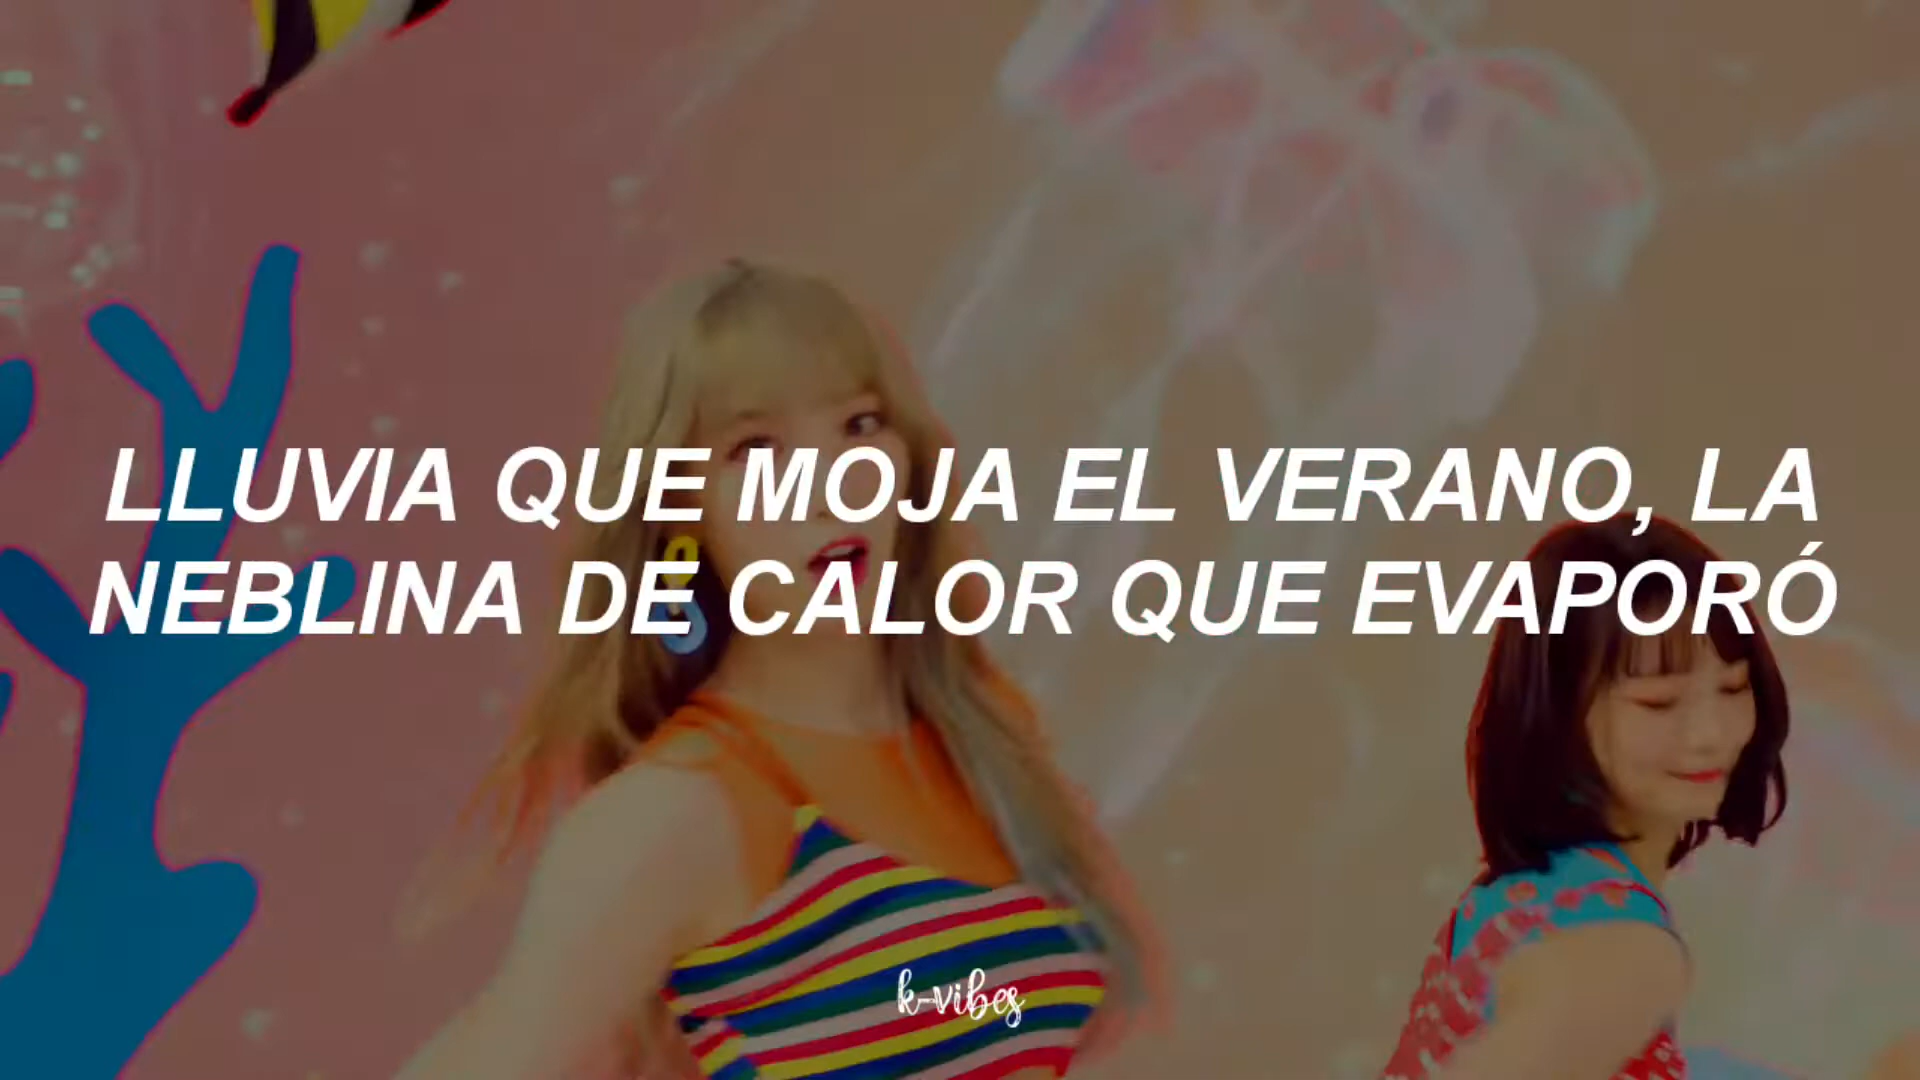 LLUVIA QUE MOJA EL VERANO, LA
NEBLINA DE CALOR QUE EVAPORÓ
k-vibes